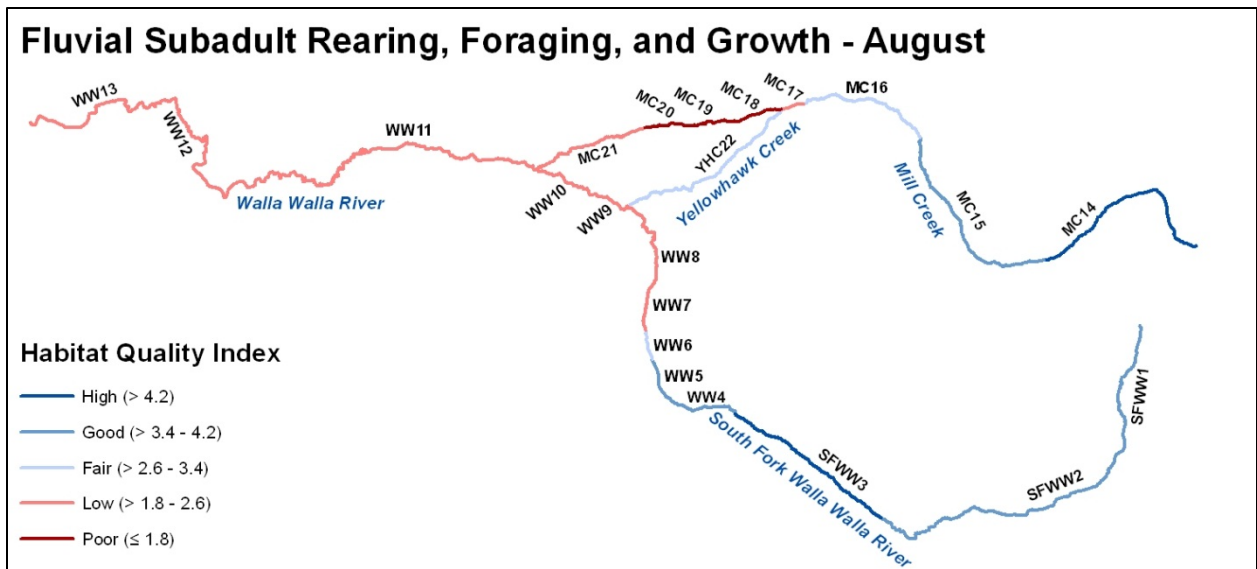 Fluvial Subadult Rearing, Foraging, and Growth - August
WW13
WW12
Walla Walla River
WW11
MC21
MC20
MC19
MC18
MC17
MC16
YHC22
Yellowhawk Creek
Mill Creek
MC15
MC14
WW10
WW9
WW8
WW7
WW6
WW5
WW4
South Fork Walla Walla River
SFWW3
SFWW2
SFWW1
Habitat Quality Index
High (> 4.2)
Good (> 3.4 - 4.2)
Fair (> 2.6 - 3.4)
Low (> 1.8 - 2.6)
Poor (≤ 1.8)